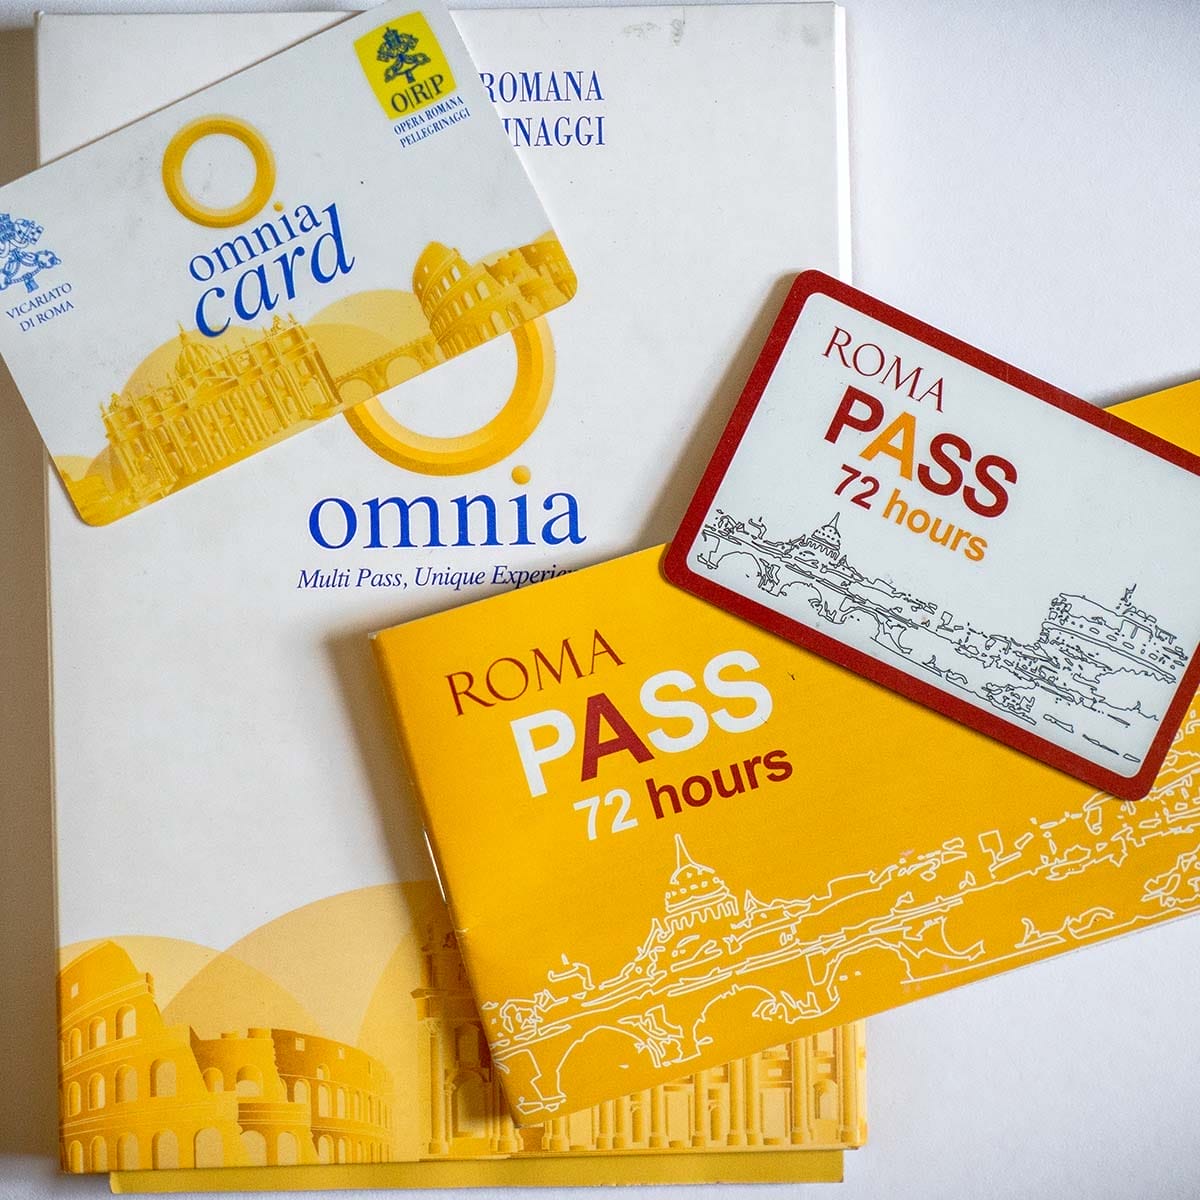 O|R|P
OPERA ROMANA
PELLEGRINAGGI
omnia
card
VICARIATO
DI ROMA
ROMANA
INAGGI
omnia
Multi Pass, Unique Experien
ROMA
PASS
72 hours
ROMA
PASS
72 hours